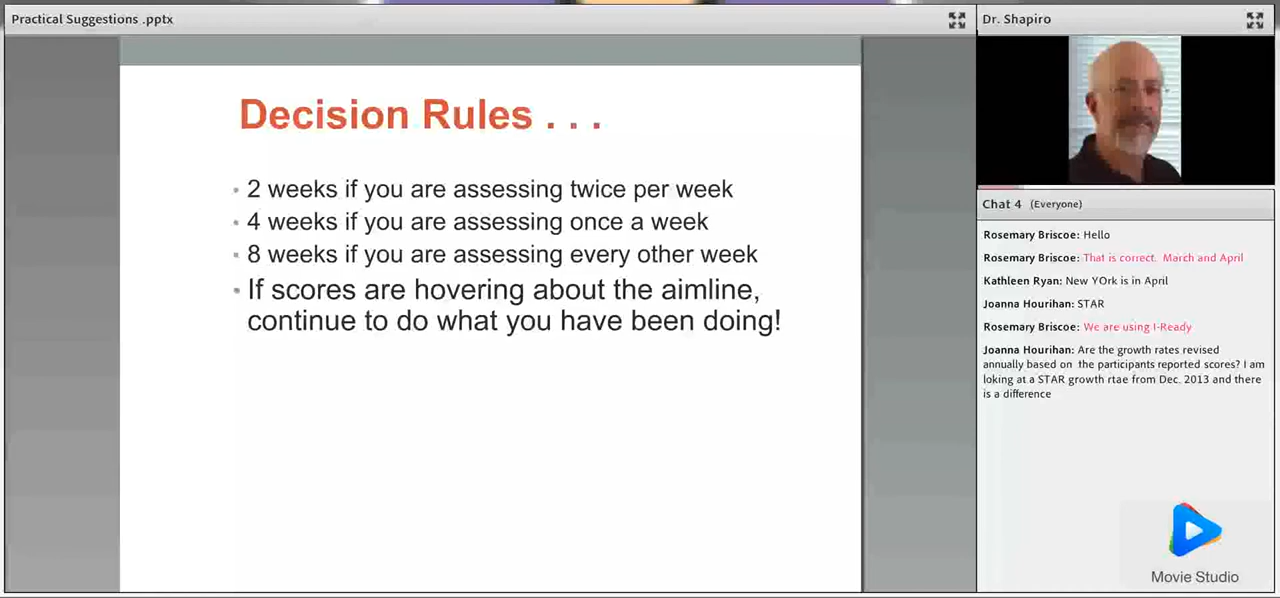 Practical Suggestions .pptx
Decision Rules . . .
• 2 weeks if you are assessing twice per week
• 4 weeks if you are assessing once a week
• 8 weeks if you are assessing every other week
• If scores are hovering about the aimline,
continue to do what you have been doing!
Dr. Shapiro
Chat 4 (Everyone)
Rosemary Briscoe: Hello
Rosemary Briscoe: That is correct. March and April
Kathleen Ryan: New YOrk is in April
Joanna Hourihan: STAR
Rosemary Briscoe: We are using I-Ready
Joanna Hourihan: Are the growth rates revised
annually based on the participants reported scores? I am
loking at a STAR growth rtae from Dec. 2013 and there
is a difference
Movie Studio